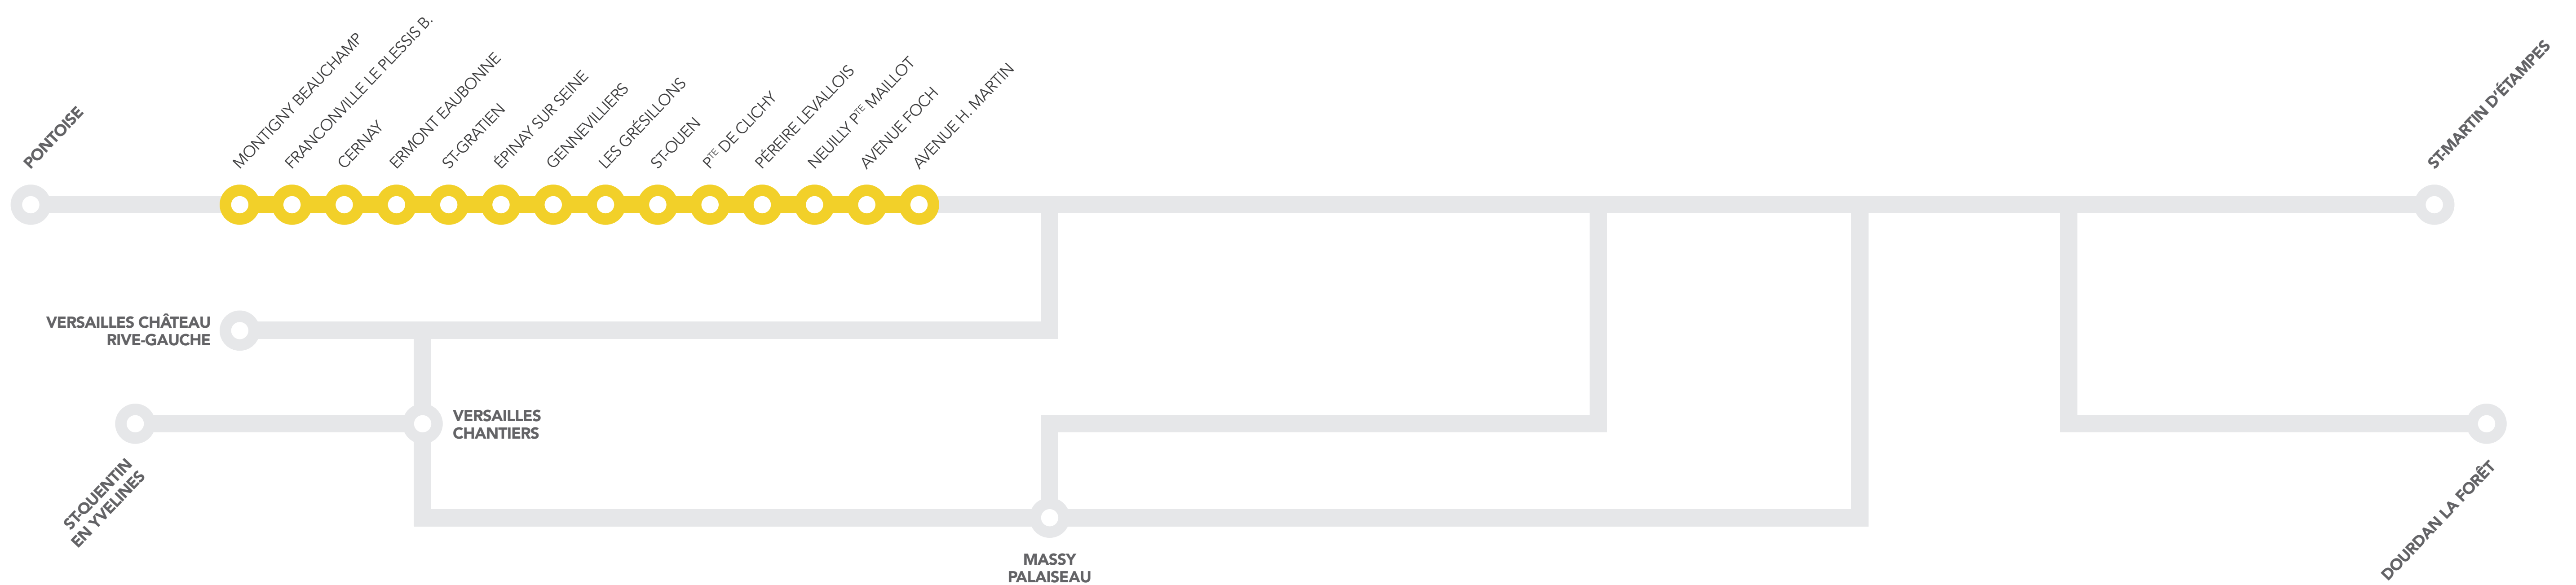 PONTOISE
MONTIGNY BEAUCHAMP
FRANCONVILLE LE PLESSIS B.
CERNAY
ERMONT EAUBONNE
ST-GRATIEN
ÉPINAY SUR SEINE
GENNEVILLIERS
LES GRÉSILLONS
ST-OUEN
PTE DE CLICHY
PÉREIRE LEVALLOIS
NEUILLY PTE MAILLOT
AVENUE FOCH
AVENUE H. MARTIN
ST-MARTIN D'ÉTAMPES
VERSAILLES CHÂTEAU
RIVE-GAUCHE
VERSAILLES
CHANTIERS
ST-QUENTIN
EN YVELINES
MASSY
PALAISEAU
DOURDAN LA FORÊT